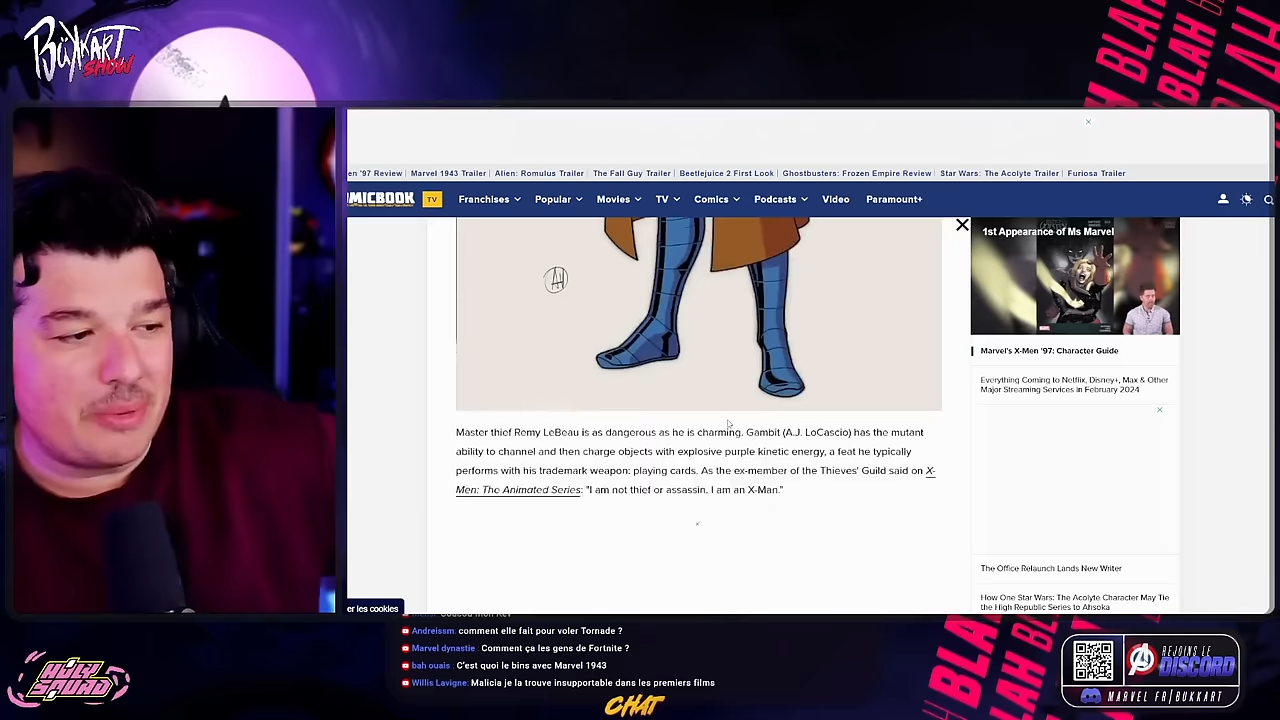 BÜKKART
SHOW
BLAH
BLAH
en '97 Review
Marvel 1943 Trailer
Alien: Romulus Trailer
The Fall Guy Trailer
Beetlejuice 2 First Look
Ghostbusters: Frozen Empire Review
Star Wars: The Acolyte Trailer
Furiosa Trailer
MICBOOK
TV
Franchises
Popular
Movies
TV
Comics
Podcasts
Video
Paramount+
1st Appearance of Ms Marvel
Marvel's X-Men '97: Character Guide
Everything Coming to Netflix, Disney+, Max & Other
Major Streaming Services in February 2024
Master thief Remy LeBeau is as dangerous as he is charming. Gambit (A.J. LoCascio) has the mutant
ability to channel and then charge objects with explosive purple kinetic energy, a feat he typically
performs with his trademark weapon: playing cards. As the ex-member of the Thieves' Guild said on X-
Men: The Animated Series: "I am not thief or assassin. I am an X-Man."
The Office Relaunch Lands New Writer
How One Star Wars: The Acolyte Character May Tie
the High Republic Series to Ahsoka
er les cookies
Andreissm: comment elle fait pour voler Tornade ?
Marvel dynastie: Comment ça les gens de Fortnite ?
bah ouais: C'est quoi le bins avec Marvel 1943
Willis Lavigne: Malicia je la trouve insupportable dans les premiers films
CHAT
REJOINS LE
DISCORD
MARVEL FR|BUKKART
BLAH
BLAH